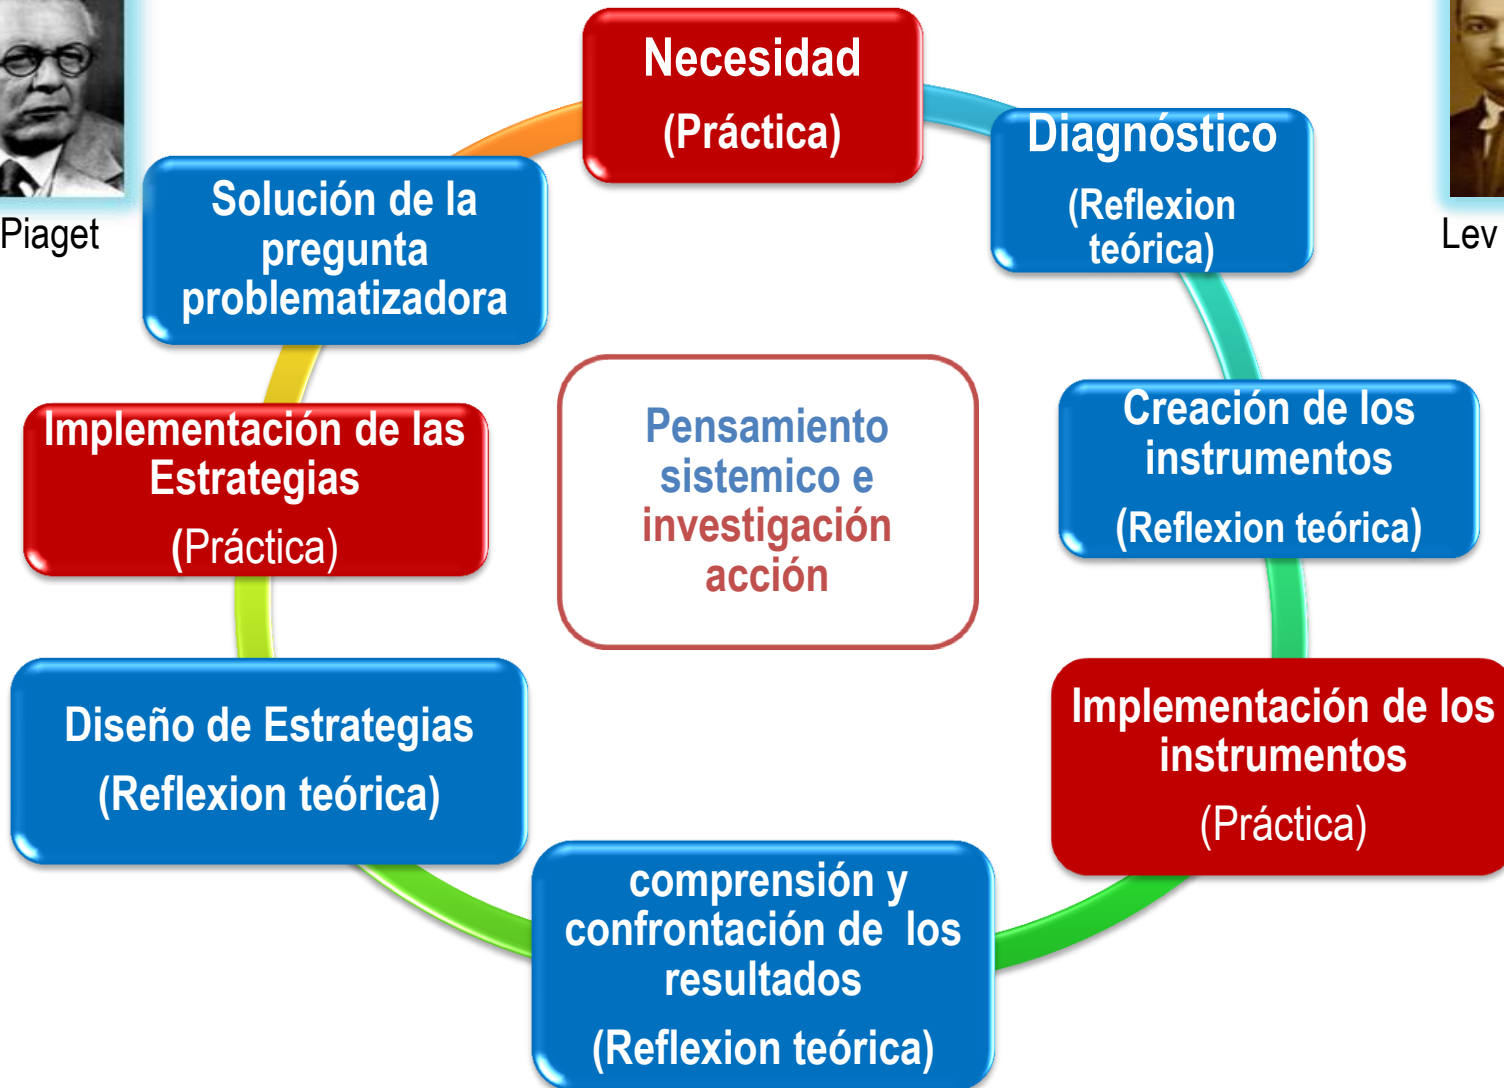 Necesidad
(Práctica)
Diagnóstico
(Reflexion
teórica)
Creación de los
instrumentos
(Reflexion teórica)
Implementación de los
instrumentos
(Práctica)
comprensión y
confrontación de los
resultados
(Reflexion teórica)
Diseño de Estrategias
(Reflexion teórica)
Implementación de las
Estrategias
(Práctica)
Solución de la
pregunta
problematizadora
Pensamiento
sistemico e
investigación
acción
Piaget
Lev